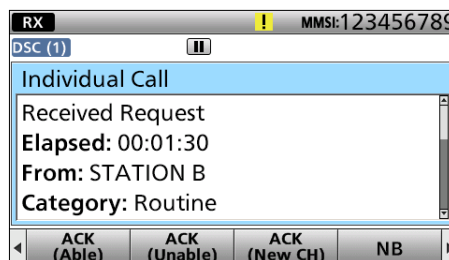 RX ! MMSI:123456789
DSC (1)
Individual Call
Received Request
Elapsed: 00:01:30
From: STATION B
Category: Routine
ACK (Able) ACK (Unable) ACK (New CH) NB